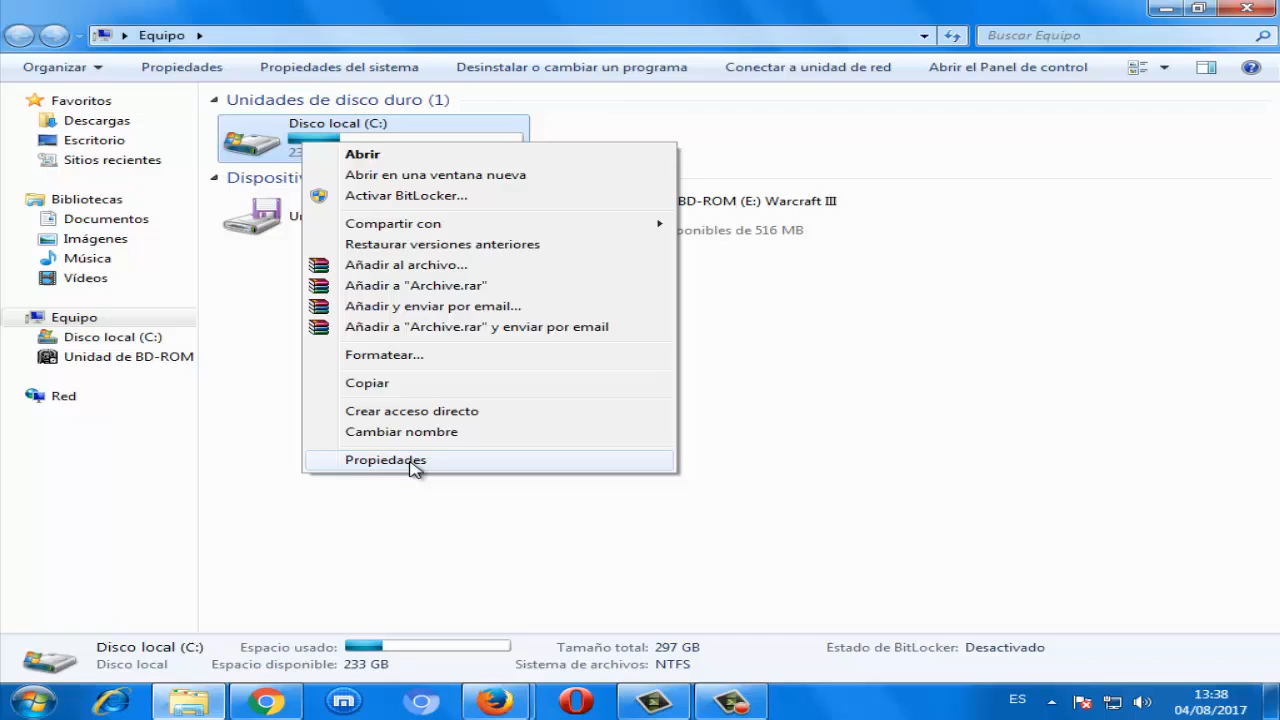 Equipo
Buscar Equipo
Organizar
Propiedades
Propiedades del sistema
Desinstalar o cambiar un programa
Conectar a unidad de red
Abrir el Panel de control
Favoritos
Descargas
Escritorio
Sitios recientes
Bibliotecas
Documentos
Imágenes
Música
Vídeos
Equipo
Disco local (C:)
Unidad de BD-ROM
Red
Unidades de disco duro (1)
Disco local (C:)
Abrir
Abrir en una ventana nueva
Activar BitLocker...
Compartir con
Restaurar versiones anteriores
Añadir al archivo...
Añadir a "Archive.rar"
Añadir y enviar por email...
Añadir a "Archive.rar" y enviar por email
Formatear...
Copiar
Crear acceso directo
Cambiar nombre
Propiedades
BD-ROM (E:) Warcraft III
de 516 MB
Disco local (C:)
Disco local
Espacio usado:
Espacio disponible: 233 GB
Tamaño total: 297 GB
Sistema de archivos: NTFS
Estado de BitLocker: Desactivado
ES
13:38
04/08/2017